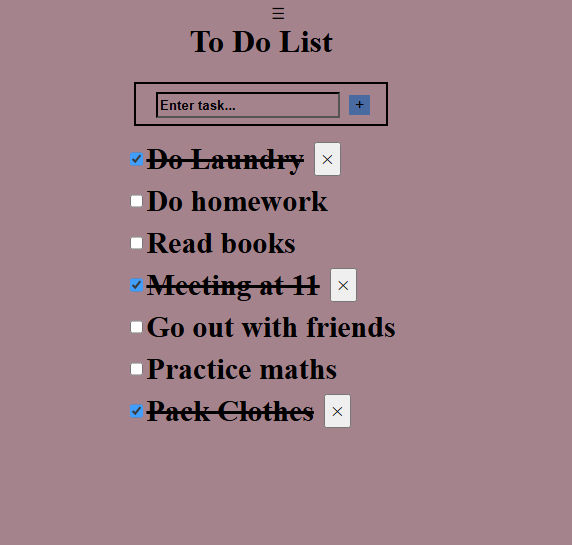 ☰
To Do List
Enter task... +
Do Laundry ×
Do homework
Read books
Meeting at 11 ×
Go out with friends
Practice maths
Pack Clothes ×